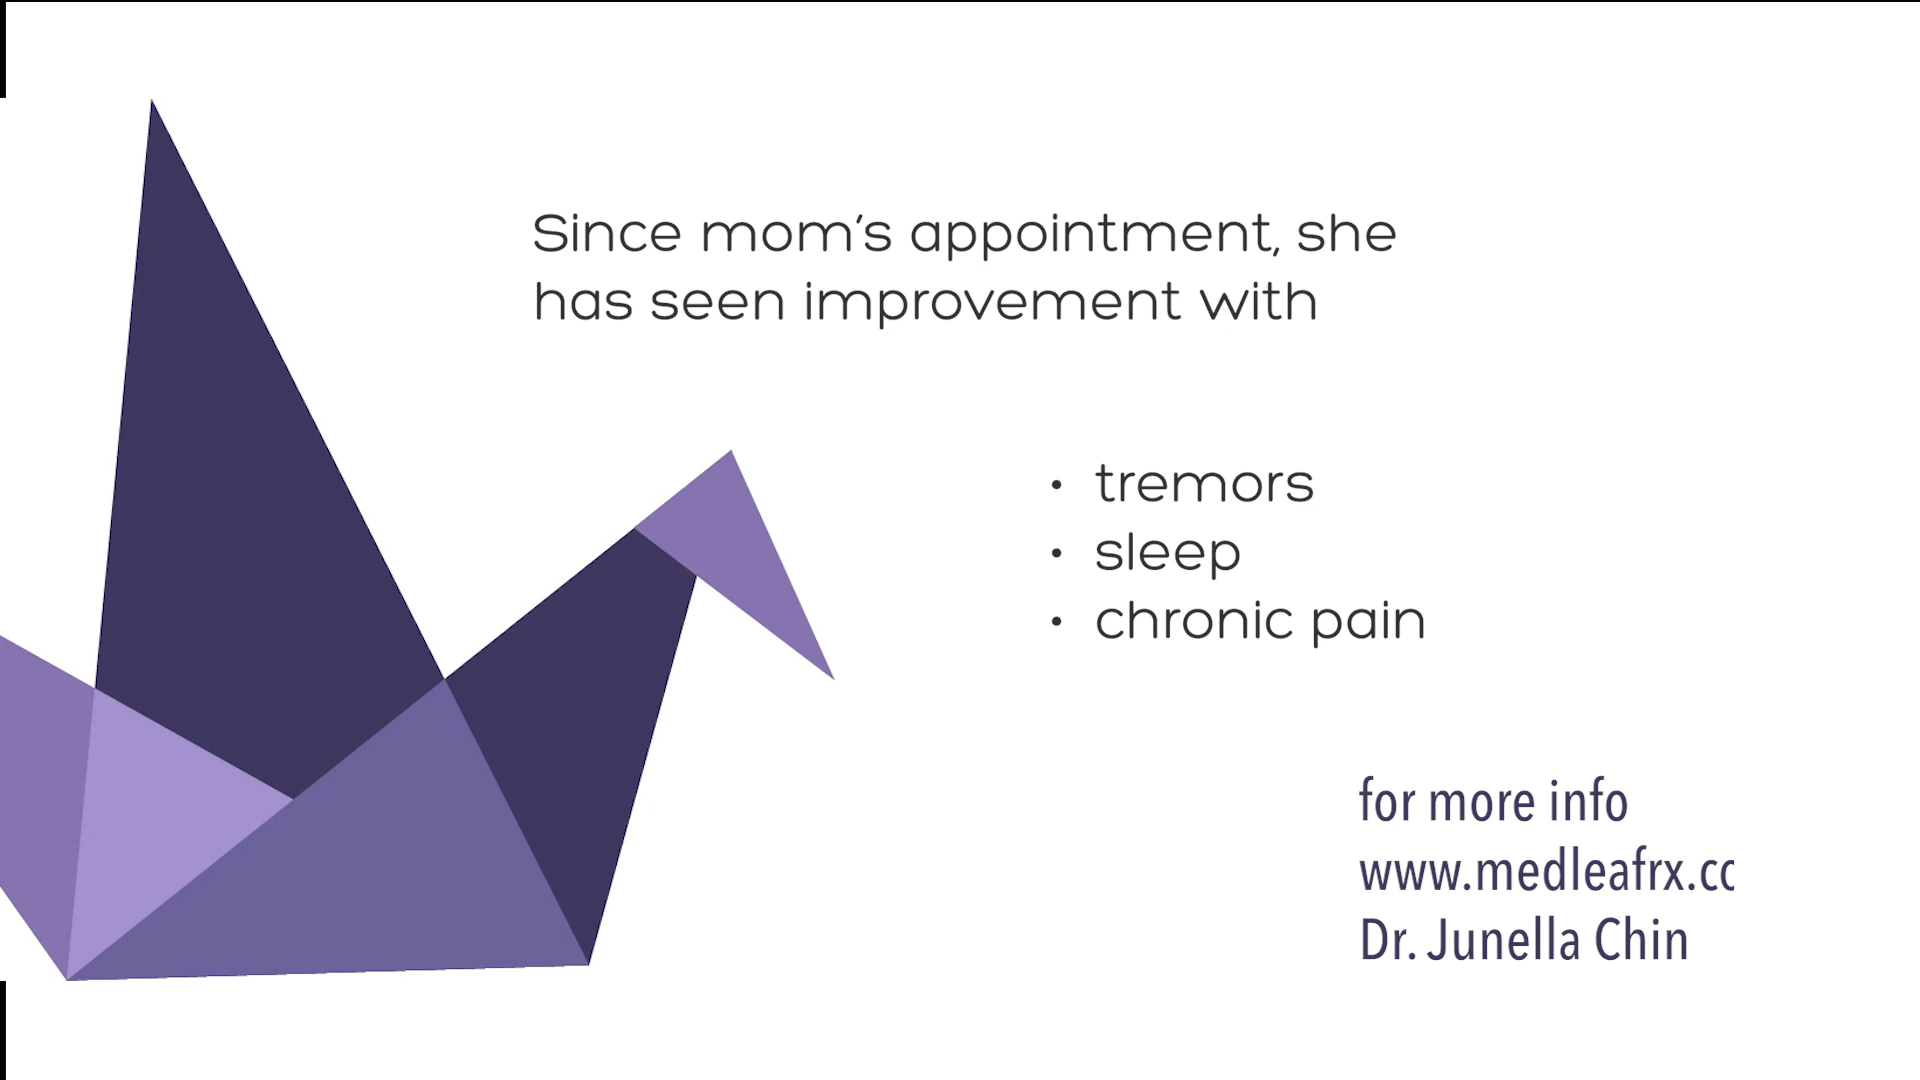 Since mom's appointment, she
has seen improvement with
• tremors
• sleep
• chronic pain
for more info
www.medleafrx.cc
Dr. Junella Chin